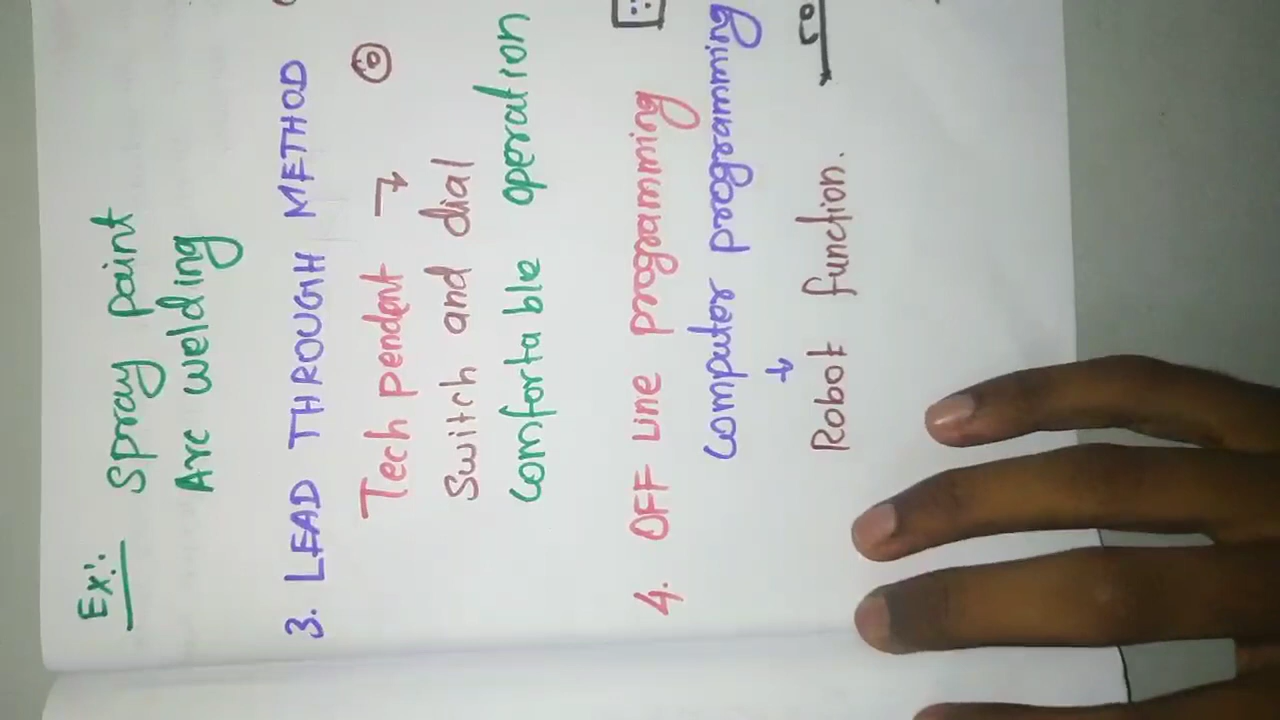 Ex:- Spray paint
Arc welding
3. LEAD THROUGH METHOD
Tech pendent →
Switch and dial
comfortable operation
4. OFF LINE programming
computer programming
↓
Robot function.